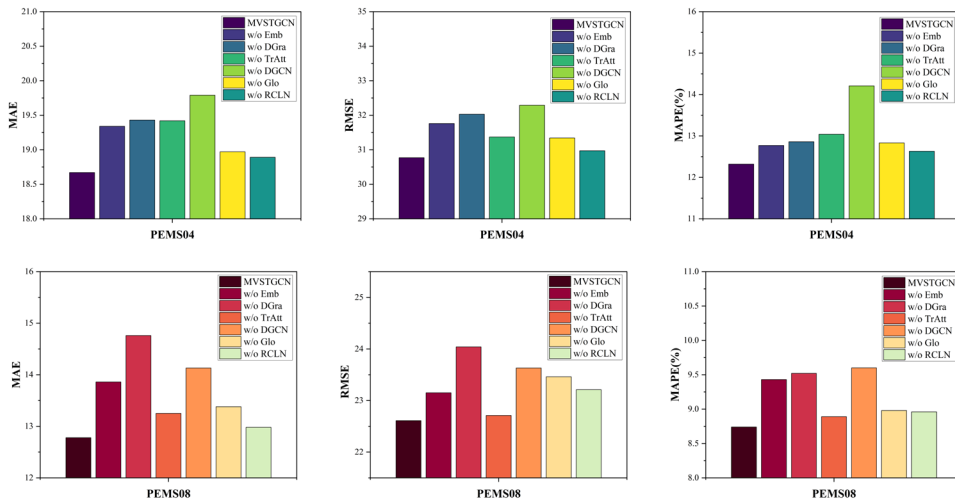 21.0
20.5
20.0
19.5
19.0
18.5
18.0
MAE
MVSTGCN
w/o Emb
w/o DGra
w/o TrAtt
w/o DGCN
w/o Glo
w/o RCLN
PEMS04
35
34
33
32
31
30
29
RMSE
MVSTGCN
w/o Emb
w/o DGra
w/o TrAtt
w/o DGCN
w/o Glo
w/o RCLN
PEMS04
16
15
14
13
12
11
MAPE(%)
MVSTGCN
w/o Emb
w/o DGra
w/o TrAtt
w/o DGCN
w/o Glo
w/o RCLN
PEMS04
16
15
14
13
12
MAE
MVSTGCN
w/o Emb
w/o DGra
w/o TrAtt
w/o DGCN
w/o Glo
w/o RCLN
PEMS08
25
24
23
22
RMSE
MVSTGCN
w/o Emb
w/o DGra
w/o TrAtt
w/o DGCN
w/o Glo
w/o RCLN
PEMS08
11.0
10.5
10.0
9.5
9.0
8.5
8.0
MAPE(%)
MVSTGCN
w/o Emb
w/o DGra
w/o TrAtt
w/o DGCN
w/o Glo
w/o RCLN
PEMS08